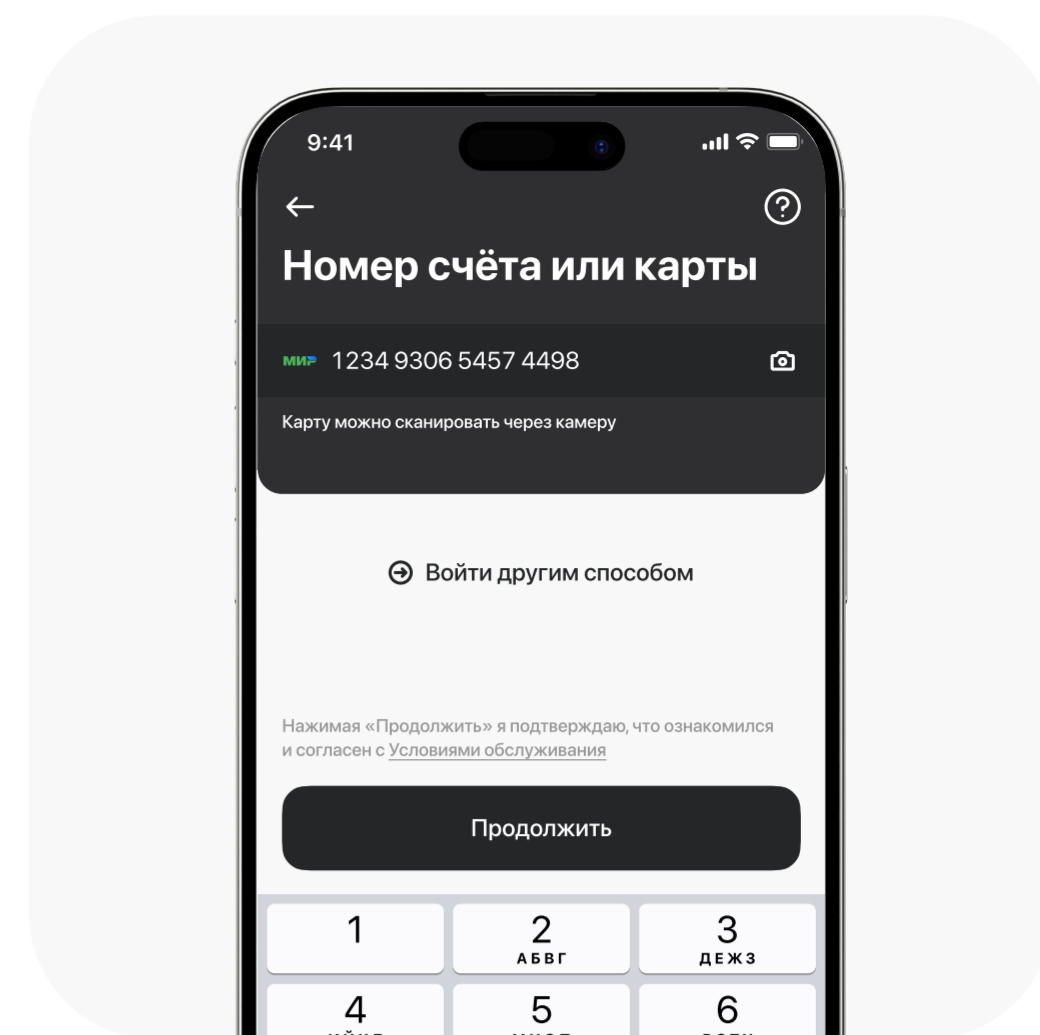 9:41
Номер счёта или карты
МИР 1234 9306 5457 4498
Карту можно сканировать через камеру
Войти другим способом
Нажимая «Продолжить» я подтверждаю, что ознакомился
и согласен с Условиями обслуживания
Продолжить
1 2 3
АБВГ ДЕЖЗ
4 5 6